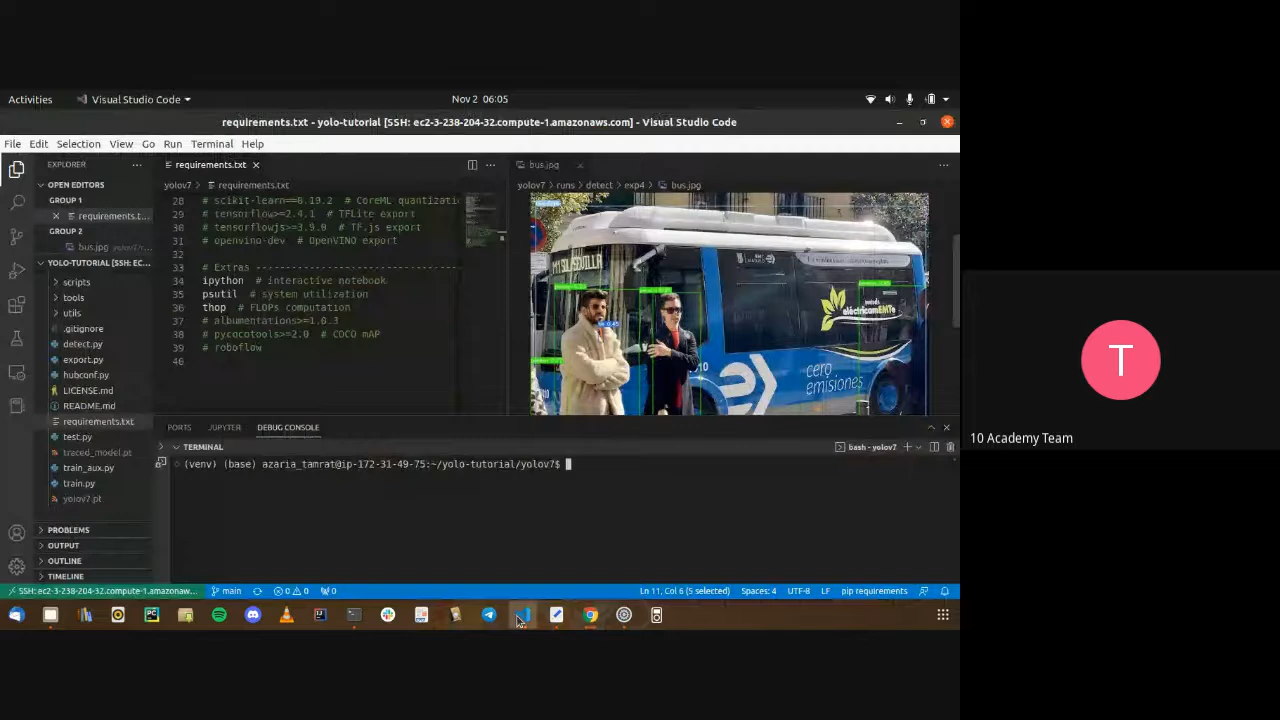 Activities
Visual Studio Code
Nov 2 06:05
requirements.txt - yolo-tutorial [SSH: ec2-3-238-204-32.compute-1.amazonaws.com] - Visual Studio Code
File Edit Selection View Go Run Terminal Help
EXPLORER
OPEN EDITORS
GROUP 1
requirements.t...
GROUP 2
bus.jpg yolov7/r...
YOLO-TUTORIAL [SSH: EC...
scripts
tools
utils
.gitignore
detect.py
export.py
hubconf.py
LICENSE.md
README.md
requirements.txt
test.py
traced_model.pt
train_aux.py
train.py
yolov7.pt
PROBLEMS
OUTPUT
OUTLINE
TIMELINE
requirements.txt
yolov7 > requirements.txt
28 # scikit-learn==0.19.2 # CoreML quantizatio
29 # tensorflow>=2.4.1 # TFLite export
30 # tensorflowjs>=3.9.0 # TF.js export
31 # openvino-dev # OpenVINO export
32
33 # Extras ----------------------------------
34 ipython # interactive notebook
35 psutil # system utilization
36 thop # FLOPs computation
37 # albumentations>=1.0.3
38 # pycocotools>=2.0 # COCO mAP
39 # roboflow
40
bus.jpg
yolov7 > runs > detect > exp4 > bus.jpg
eléctricamEMTe
cero
emisiones
PORTS JUPYTER DEBUG CONSOLE
TERMINAL
bash - yolov7
(venv) (base) azaria_tamrat@ip-172-31-49-75:~/yolo-tutorial/yolov7$
SSH: ec2-3-238-204-32.compute-1.amazonaw...
main
0 0
0
Ln 11, Col 6 (5 selected)
Spaces: 4
UTF-8
LF
pip requirements
T
10 Academy Team